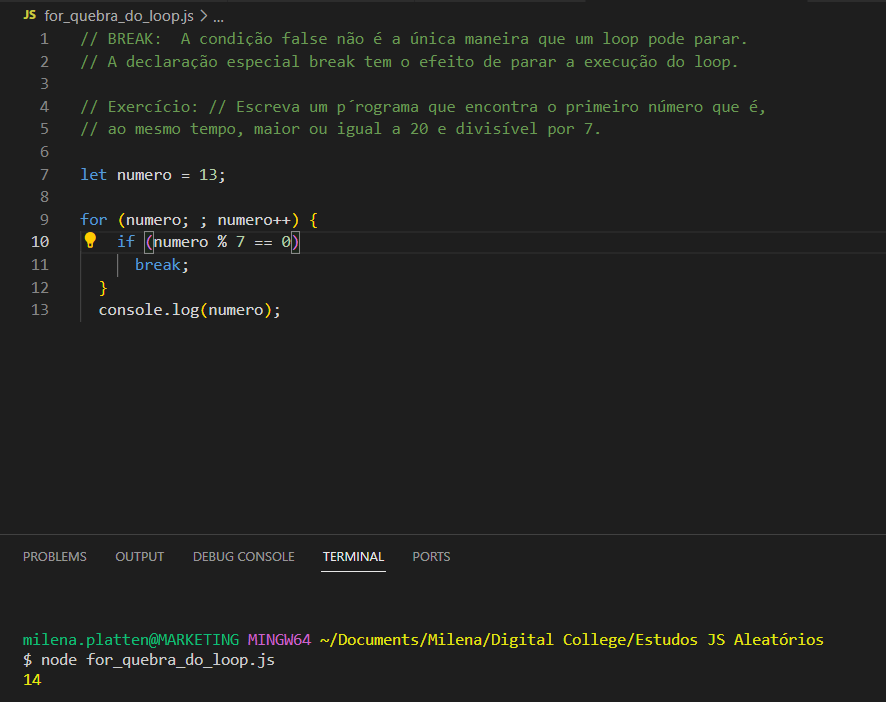 JS for_quebra_do_loop.js > ...
1 // BREAK:  A condição false não é a única maneira que um loop pode parar.
2 // A declaração especial break tem o efeito de parar a execução do loop.
3
4 // Exercício: // Escreva um p´rograma que encontra o primeiro número que é,
5 // ao mesmo tempo, maior ou igual a 20 e divisível por 7.
6
7 let numero = 13;
8
9 for (numero; ; numero++) {
10     if (numero % 7 == 0)
11       break;
12   }
13   console.log(numero);
PROBLEMS OUTPUT DEBUG CONSOLE TERMINAL PORTS
milena.platten@MARKETING MINGW64 ~/Documents/Milena/Digital College/Estudos JS Aleatórios
$ node for_quebra_do_loop.js
14